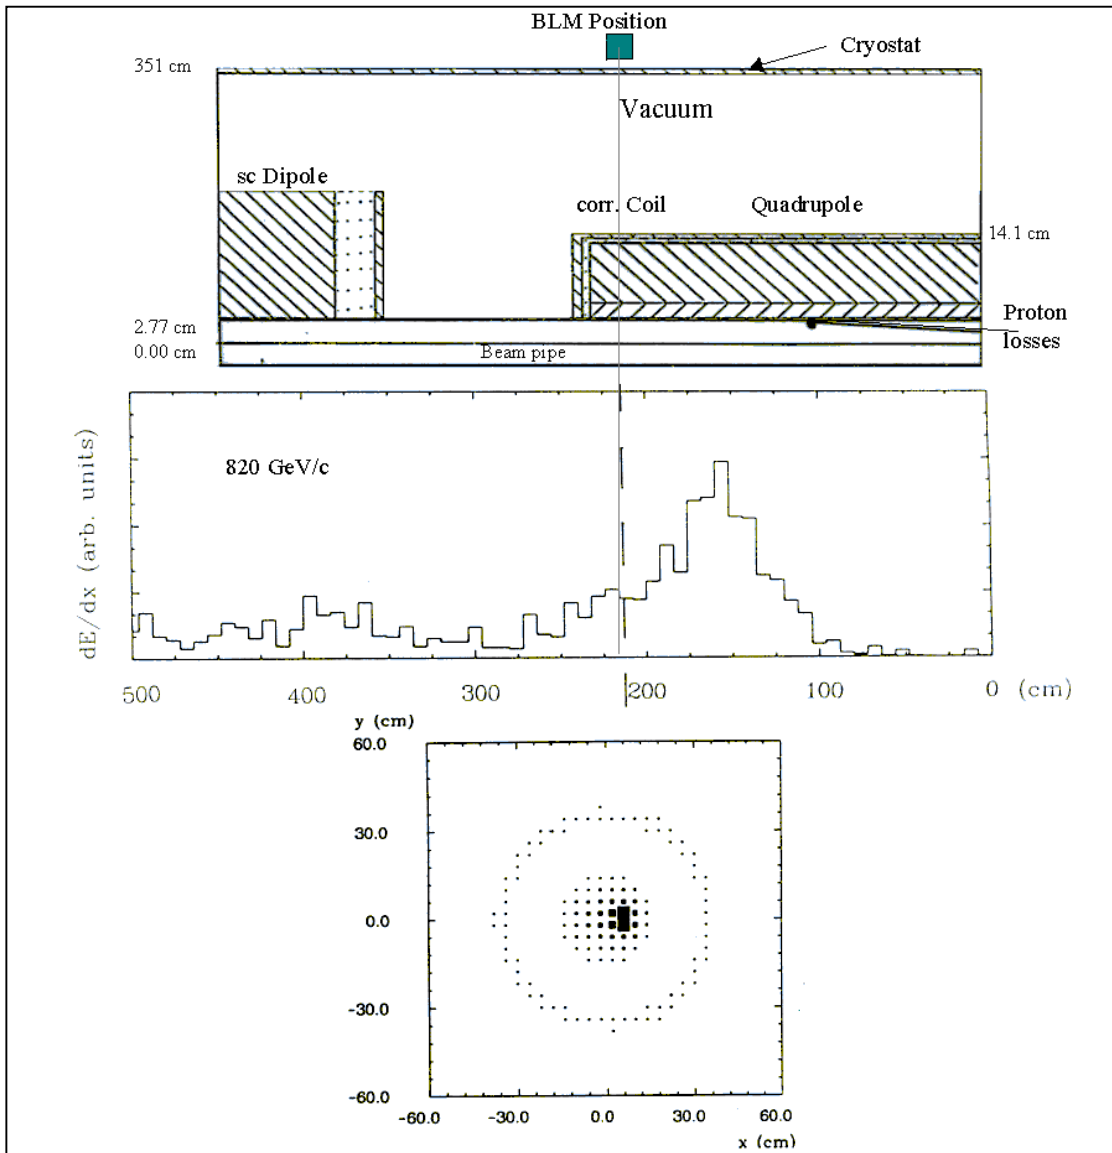 BLM Position
Cryostat
351 cm
Vacuum
sc Dipole
corr. Coil
Quadrupole
14.1 cm
2.77 cm
Proton
losses
0.00 cm
Beam pipe
820 GeV/c
dE/dx (arb. units)
500
400
300
200
100
0 (cm)
y (cm)
60.0
30.0
0.0
-30.0
-60.0
-60.0
-30.0
0.0
30.0
60.0
x (cm)